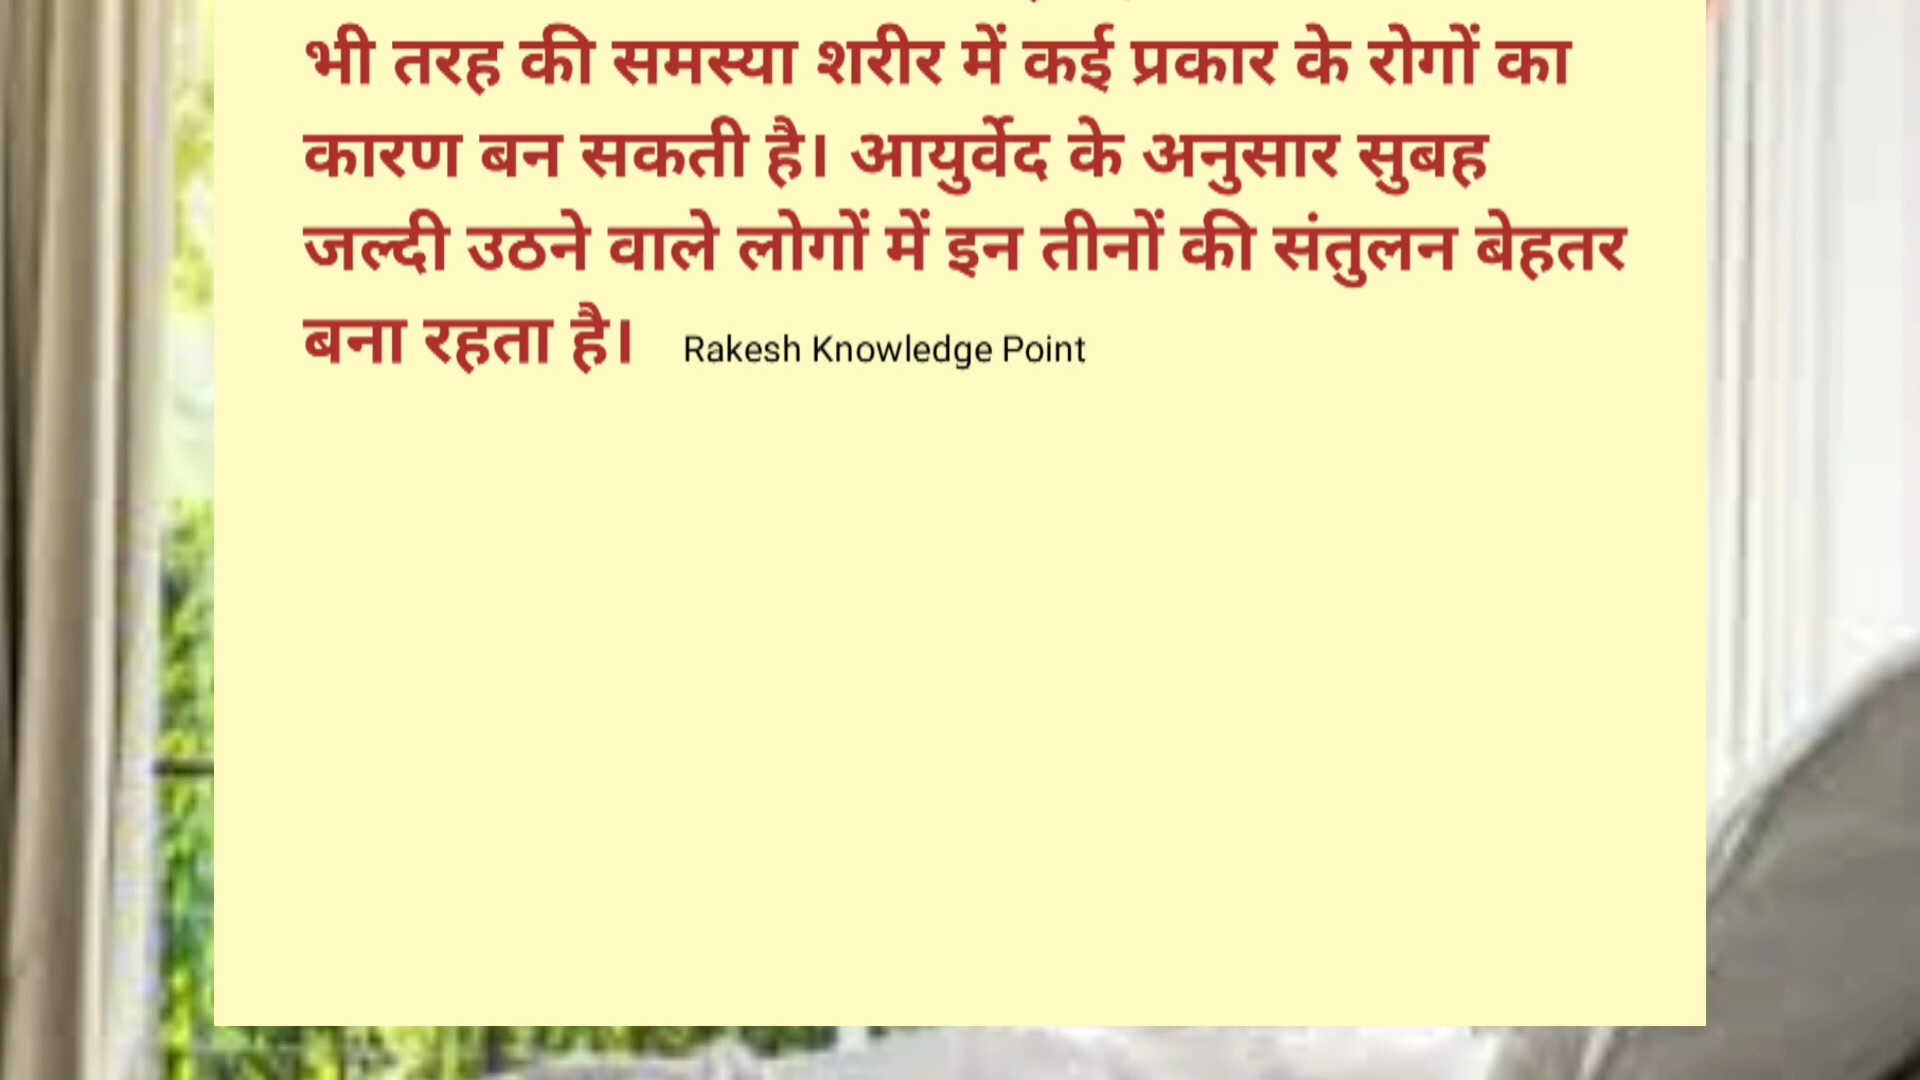 भी तरह की समस्या शरीर में कई प्रकार के रोगों का
कारण बन सकती है। आयुर्वेद के अनुसार सुबह
जल्दी उठने वाले लोगों में इन तीनों की संतुलन बेहतर
बना रहता है। Rakesh Knowledge Point